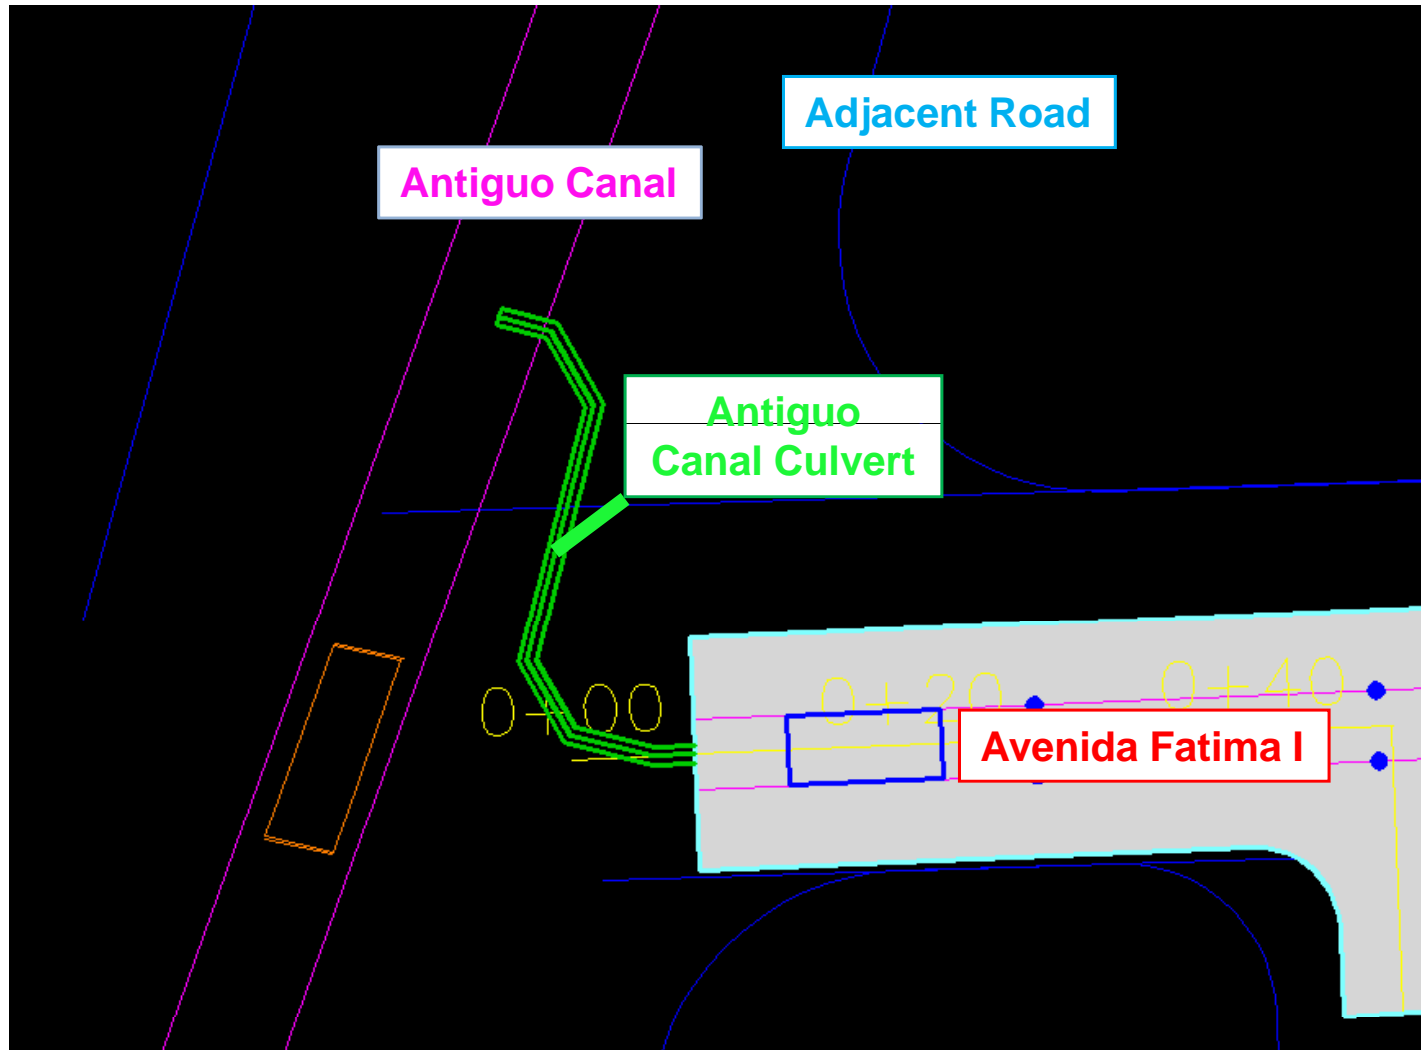 Adjacent Road
Antiguo Canal
Antiguo
Canal Culvert
0+00
0+20
0+40
Avenida Fatima I